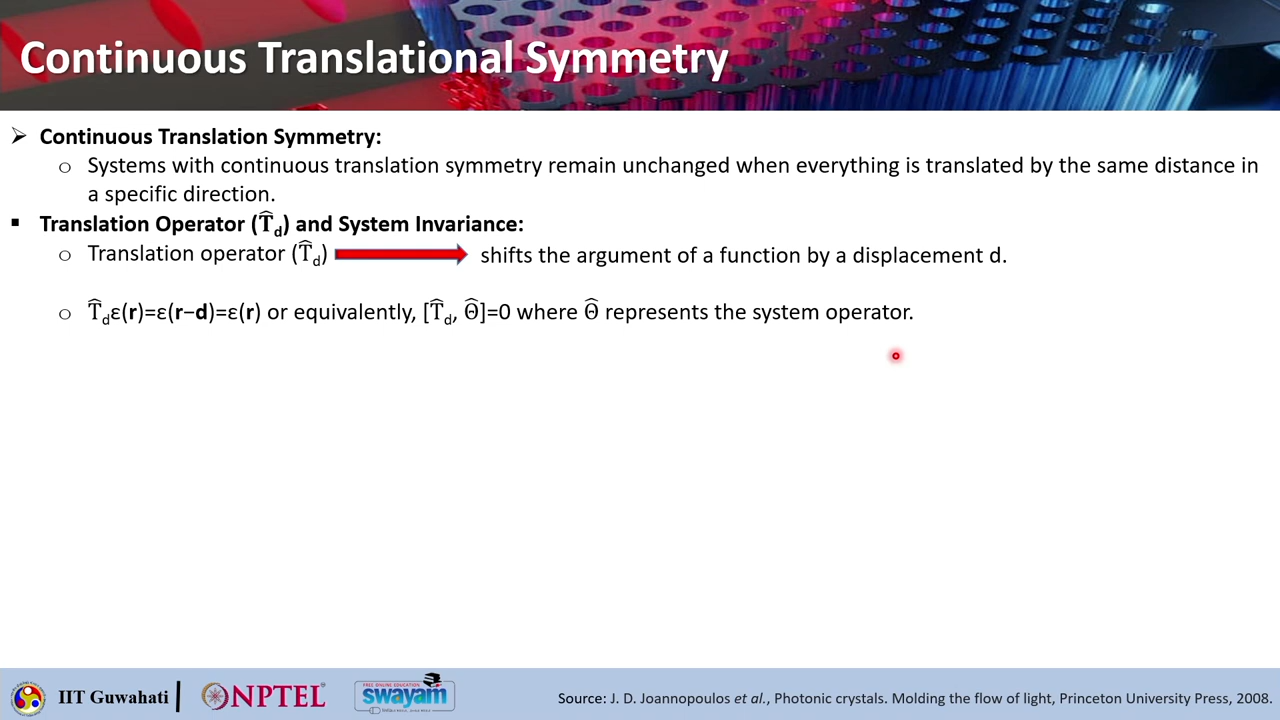 Continuous Translational Symmetry
➢ Continuous Translation Symmetry:
○ Systems with continuous translation symmetry remain unchanged when everything is translated by the same distance in
a specific direction.
▪ Translation Operator (T̂d) and System Invariance:
○ Translation operator (T̂d) shifts the argument of a function by a displacement d.
○ T̂dε(r)=ε(r−d)=ε(r) or equivalently, [T̂d, Θ̂]=0 where Θ̂ represents the system operator.
IIT Guwahati NPTEL FREE ONLINE EDUCATION swayam Source: J. D. Joannopoulos et al., Photonic crystals. Molding the flow of light, Princeton University Press, 2008.